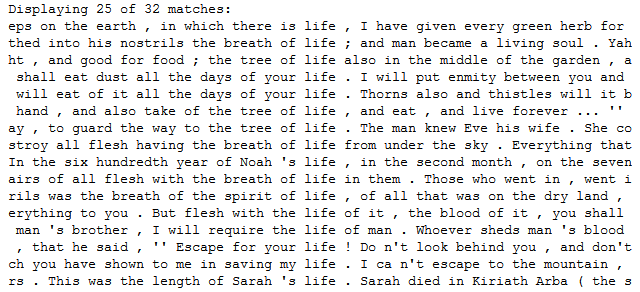 Displaying 25 of 32 matches:
eps on the earth , in which there is life , I have given every green herb for
thed into his nostrils the breath of life ; and man became a living soul . Yah
ht , and good for food ; the tree of life also in the middle of the garden , a
shall eat dust all the days of your life . I will put enmity between you and
will eat of it all the days of your life . Thorns also and thistles will it b
hand , and also take of the tree of life , and eat , and live forever ... ''
ay , to guard the way to the tree of life . The man knew Eve his wife . She co
stroy all flesh having the breath of life from under the sky . Everything that
In the six hundredth year of Noah 's life , in the second month , on the seven
airs of all flesh with the breath of life in them . Those who went in , went i
rils was the breath of the spirit of life , of all that was on the dry land ,
erything to you . But flesh with the life of it , the blood of it , you shall
man 's brother , I will require the life of man . Whoever sheds man 's blood
, that he said , '' Escape for your life ! Do n't look behind you , and don't
ch you have shown to me in saving my life . I ca n't escape to the mountain ,
rs . This was the length of Sarah 's life . Sarah died in Kiriath Arba ( the s